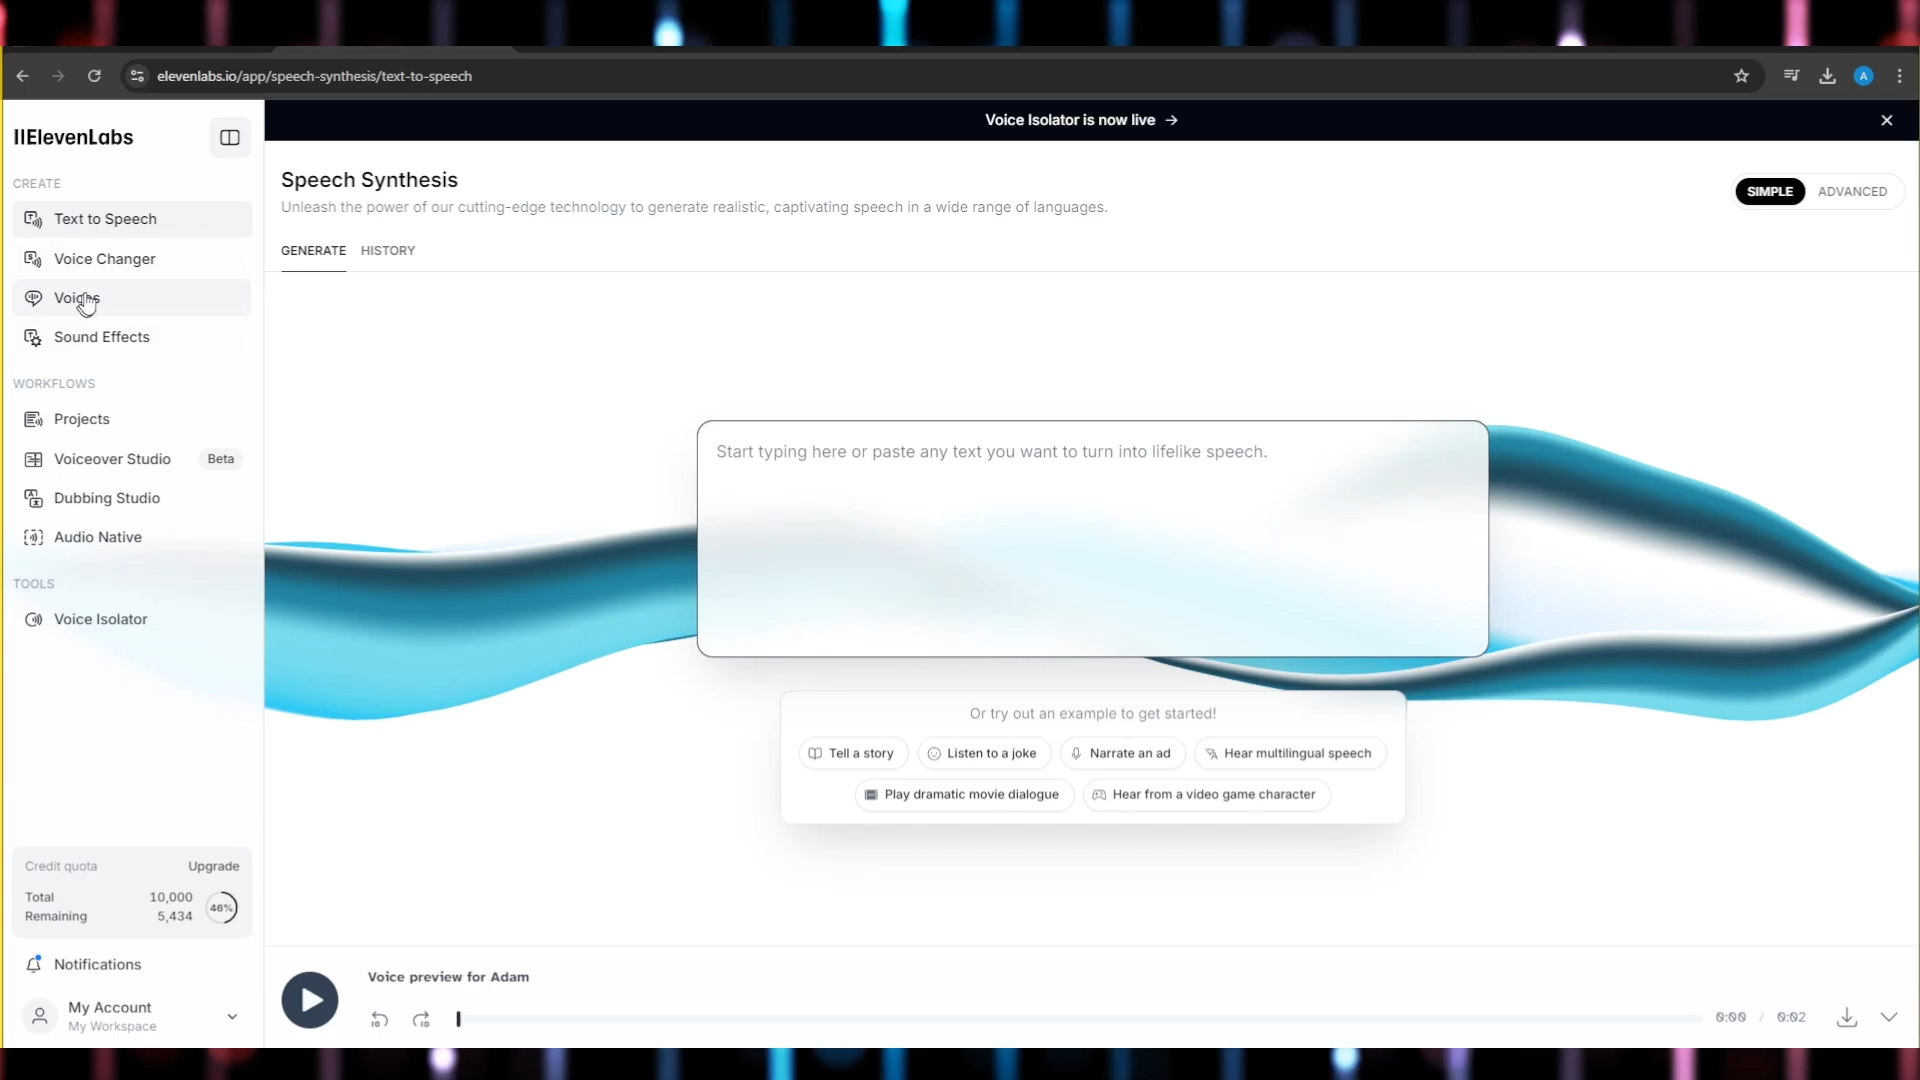 elevenlabs.io/app/speech-synthesis/text-to-speech
A
IIElevenLabs
Voice Isolator is now live →
CREATE
Text to Speech
Voice Changer
Voices
Sound Effects
WORKFLOWS
Projects
Voiceover Studio Beta
Dubbing Studio
Audio Native
TOOLS
Voice Isolator
Credit quota Upgrade
Total 10,000
Remaining 5,434
46%
Notifications
My Account
My Workspace
Speech Synthesis
Unleash the power of our cutting-edge technology to generate realistic, captivating speech in a wide range of languages.
SIMPLE ADVANCED
GENERATE HISTORY
Start typing here or paste any text you want to turn into lifelike speech.
Or try out an example to get started!
Tell a story Listen to a joke Narrate an ad Hear multilingual speech
Play dramatic movie dialogue Hear from a video game character
Voice preview for Adam
10 10
0:00 / 0:02